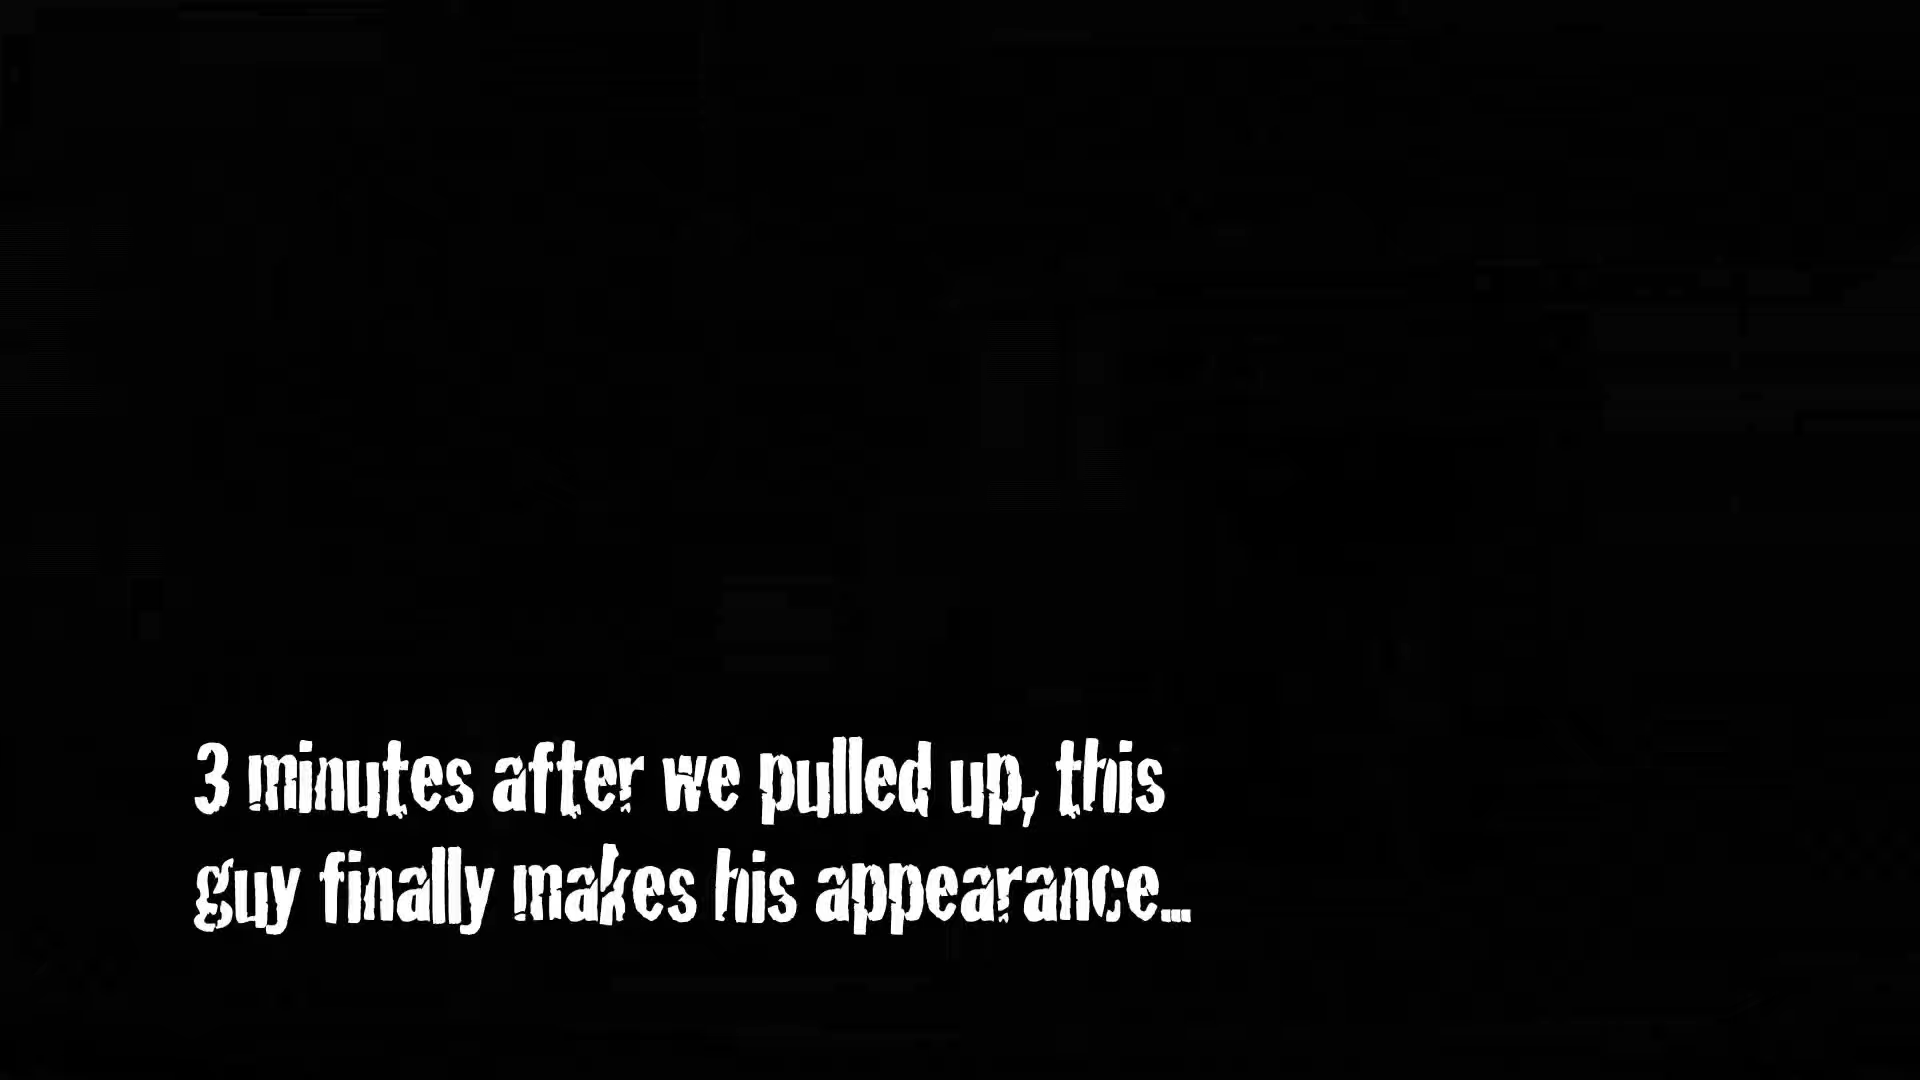 3 minutes after we pulled up, this
guy finally makes his appearance...